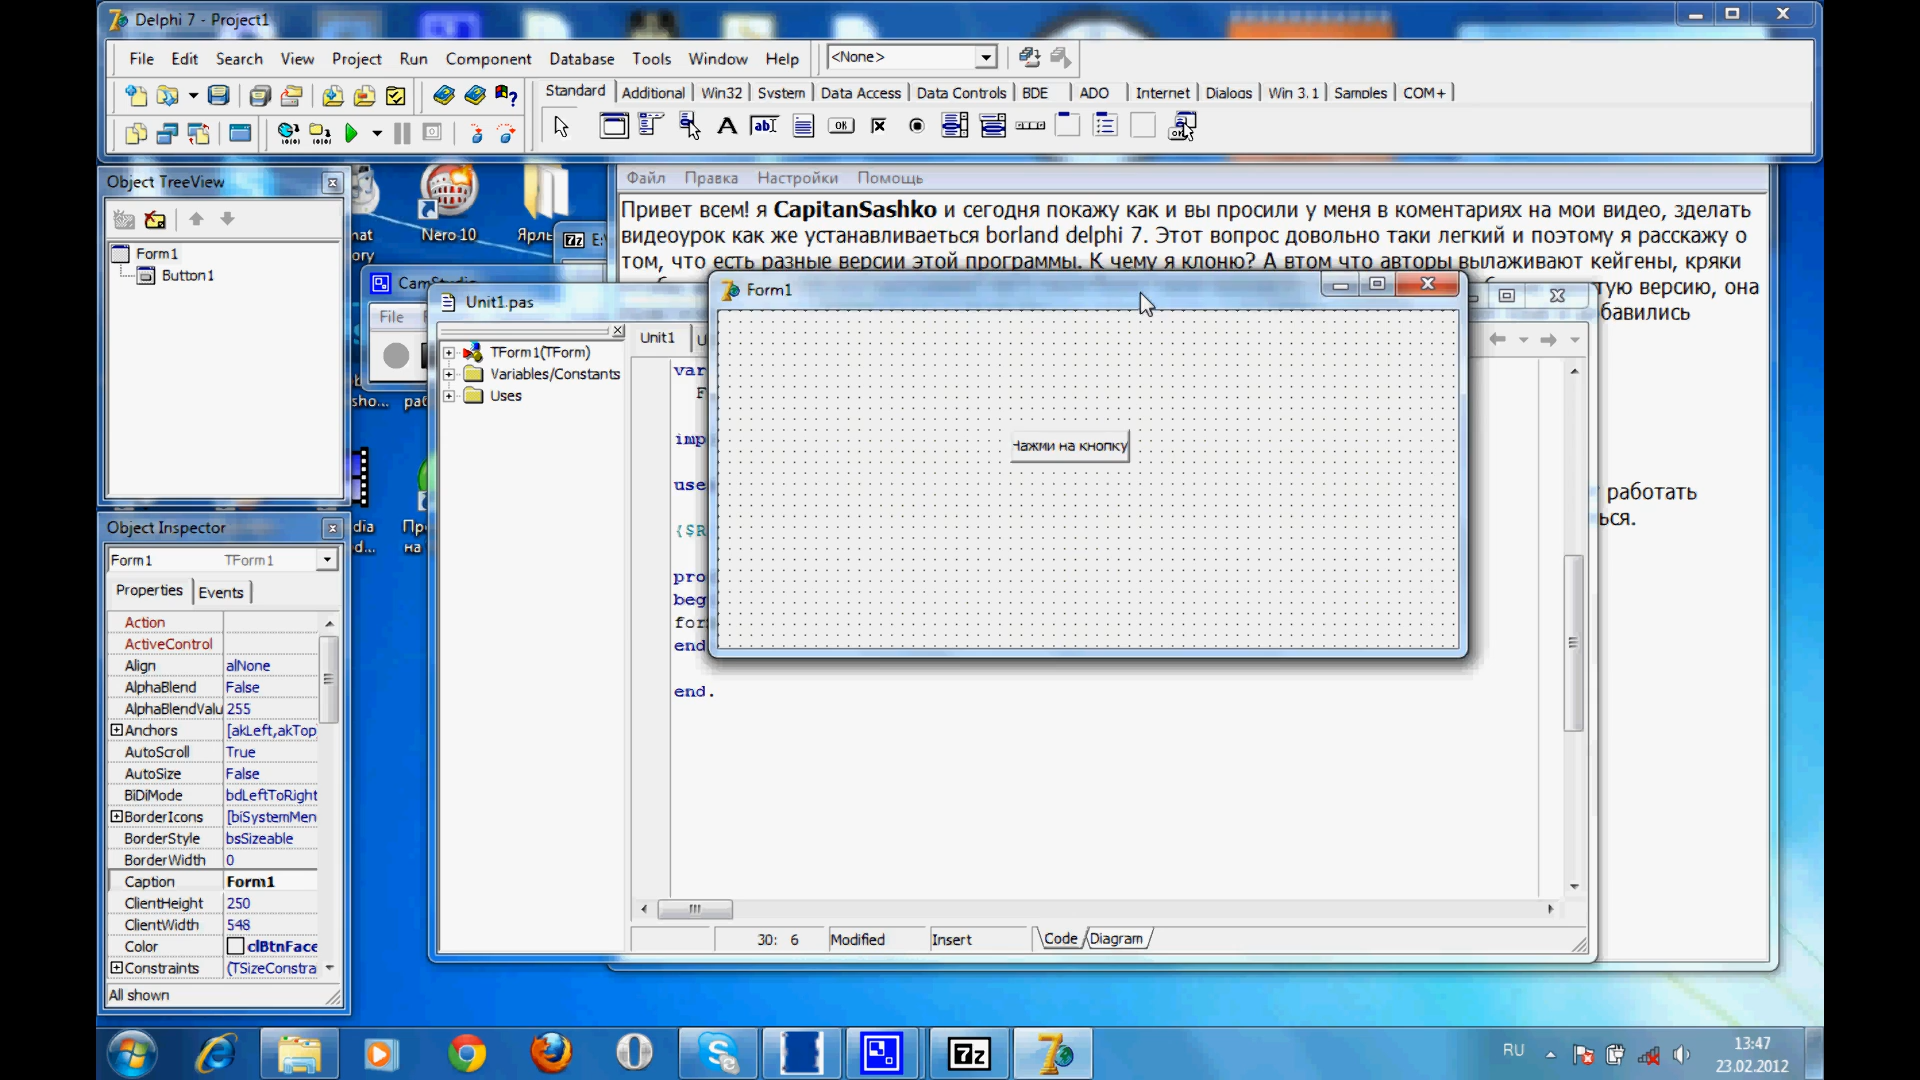 Delphi 7 - Project1
File Edit Search View Project Run Component Database Tools Window Help
<None>
Standard Additional Win32 System Data Access Data Controls BDE ADO Internet Dialogs Win 3.1 Samples COM+
Object TreeView
Form1
Button1
Nero 10
Ярлы
7z
Файл Правка Настройки Помощь
Привет всем! я CapitanSashko и сегодня покажу как и вы просили у меня в коментариях на мои видео, зделать
видеоурок как же устанавливаеться borland delphi 7. Этот вопрос довольно таки легкий и поэтому я расскажу о
том, что есть разные версии этой программы. К чему я клоню? А втом что авторы вылаживают кейгены, кряки
тую версию, она
бавились
работать
ься.
CamStudio
File
Unit1.pas
TForm1(TForm)
Variables/Constants
Uses
Unit1
var
F
imp
use
{$R
pro
beg
for
end
end.
30: 6 Modified Insert Code Diagram
Form1
Нажми на кнопку
Object Inspector
Form1 TForm1
Properties Events
Action
ActiveControl
Align alNone
AlphaBlend False
AlphaBlendValu 255
Anchors [akLeft,akTop
AutoScroll True
AutoSize False
BiDiMode bdLeftToRight
BorderIcons [biSystemMen
BorderStyle bsSizeable
BorderWidth 0
Caption Form1
ClientHeight 250
ClientWidth 548
Color clBtnFace
Constraints (TSizeConstra
All shown
7z
RU
13:47
23.02.2012